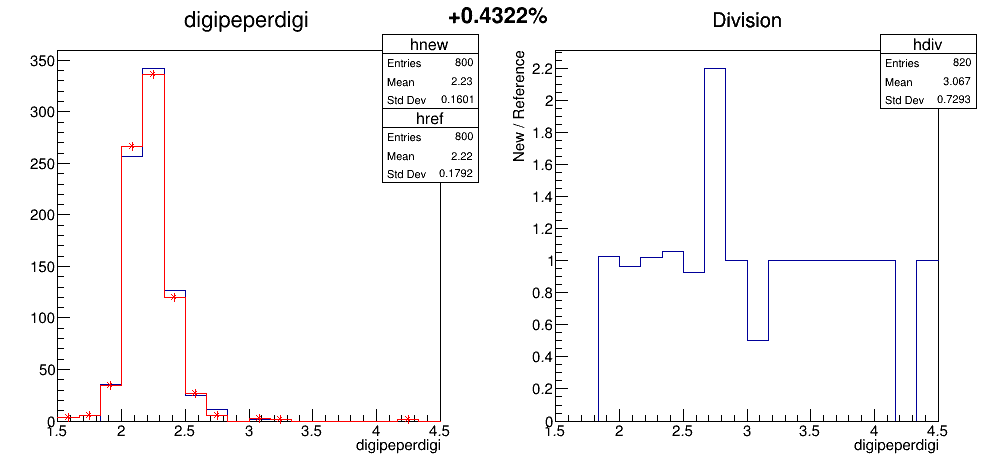 digipeperdigi
+0.4322%
Division
hnew
Entries 800
Mean 2.23
Std Dev 0.1601
href
Entries 800
Mean 2.22
Std Dev 0.1792
350
300
250
200
150
100
50
0
1.5 2 2.5 3 3.5 4 4.5
digipeperdigi
hdiv
Entries 820
Mean 3.067
Std Dev 0.7293
New / Reference
2.2
2
1.8
1.6
1.4
1.2
1
0.8
0.6
0.4
0.2
0
1.5 2 2.5 3 3.5 4 4.5
digipeperdigi